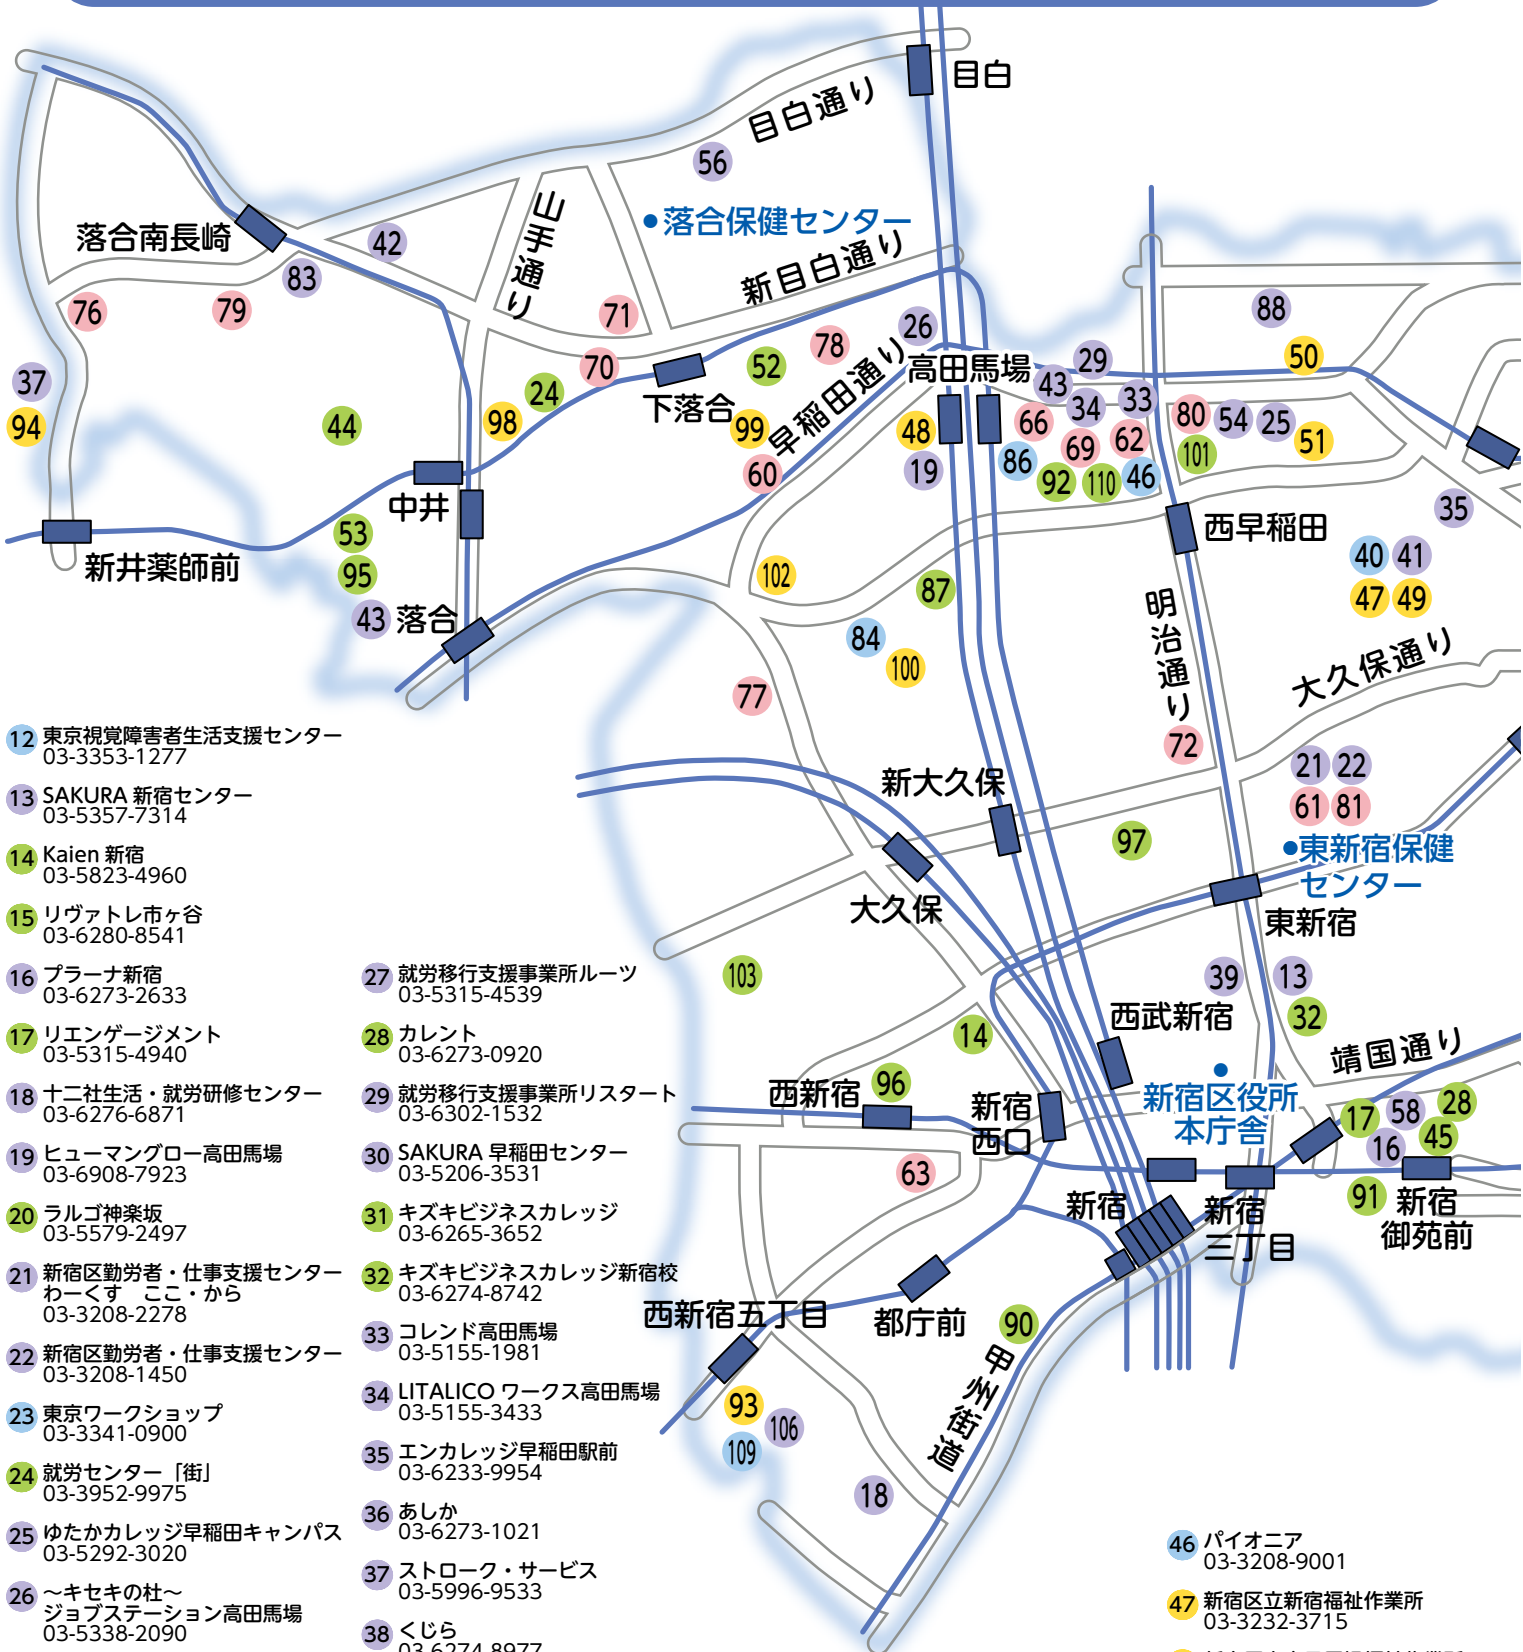 目白
目白通り
56
落合保健センター
山手通り
新目白通り
落合南長崎
42
83
76
79
71
70
78
26
88
早稲田通り
高田馬場
29
50
43
34
33
37
94
44
24
98
52
下落合
99
60
48
19
66
69
62
86
92
110
46
80
54
25
51
101
中井
53
95
43
落合
新井薬師前
102
87
84
100
西早稲田
35
40
41
47
49
明治通り
大久保通り
77
72
21
22
61
81
新大久保
97
東新宿保健
センター
大久保
東新宿
103
39
13
32
西武新宿
14
靖国通り
西新宿
96
新宿
西口
新宿区役所
本庁舎
17
58
28
16
45
63
新宿
新宿
三丁目
91
新宿
御苑前
西新宿五丁目
都庁前
90
甲州街道
93
106
109
18
12 東京視覚障害者生活支援センター
03-3353-1277
13 SAKURA 新宿センター
03-5357-7314
14 Kaien 新宿
03-5823-4960
15 リヴァトレ市ヶ谷
03-6280-8541
16 プラーナ新宿
03-6273-2633
17 リエンゲージメント
03-5315-4940
18 十二社生活・就労研修センター
03-6276-6871
19 ヒューマングロー高田馬場
03-6908-7923
20 ラルゴ神楽坂
03-5579-2497
21 新宿区勤労者・仕事支援センター
わーくす　ここ・から
03-3208-2278
22 新宿区勤労者・仕事支援センター
03-3208-1450
23 東京ワークショップ
03-3341-0900
24 就労センター「街」
03-3952-9975
25 ゆたかカレッジ早稲田キャンパス
03-5292-3020
26 ～キセキの杜～
ジョブステーション高田馬場
03-5338-2090
27 就労移行支援事業所ルーツ
03-5315-4539
28 カレント
03-6273-0920
29 就労移行支援事業所リスタート
03-6302-1532
30 SAKURA 早稲田センター
03-5206-3531
31 キズキビジネスカレッジ
03-6265-3652
32 キズキビジネスカレッジ新宿校
03-6274-8742
33 コレンド高田馬場
03-5155-1981
34 LITALICO ワークス高田馬場
03-5155-3433
35 エンカレッジ早稲田駅前
03-6233-9954
36 あしか
03-6273-1021
37 ストローク・サービス
03-5996-9533
38 くじら
03-6274-8977
46 パイオニア
03-3208-9001
47 新宿区立新宿福祉作業所
03-3232-3715